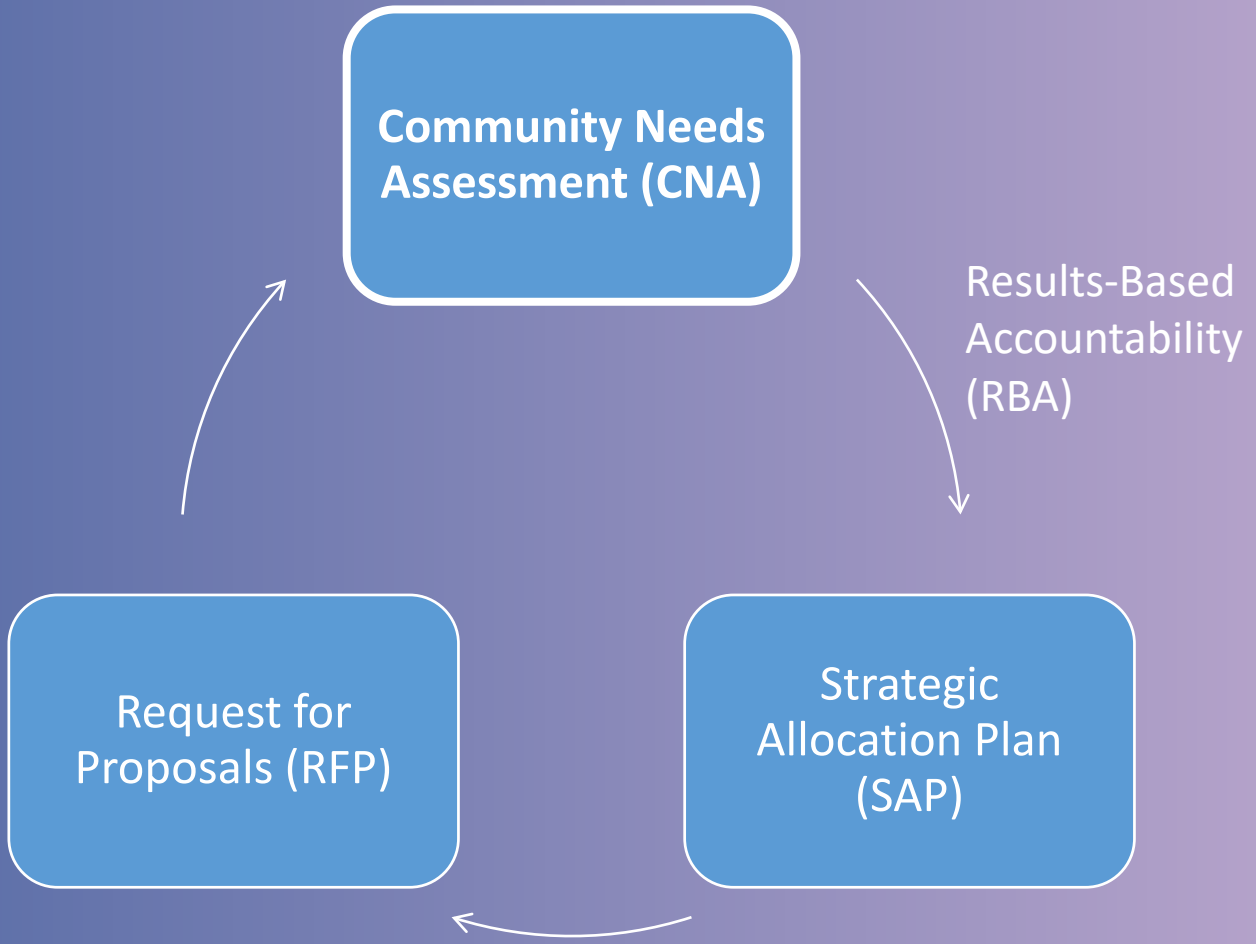 Community Needs
Assessment (CNA)
Results-Based
Accountability
(RBA)
Strategic
Allocation Plan
(SAP)
Request for
Proposals (RFP)